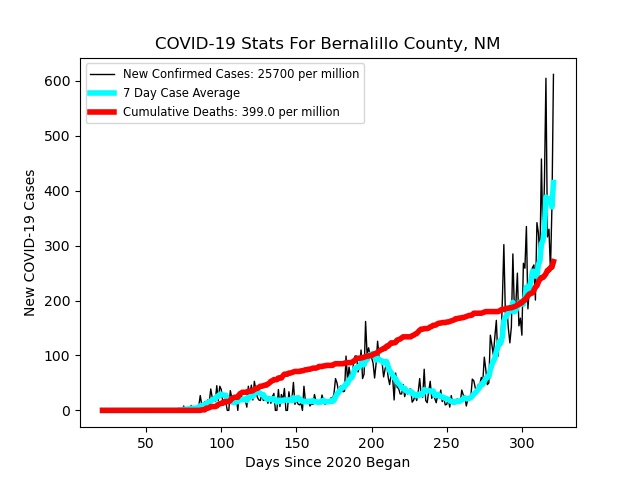 COVID-19 Stats For Bernalillo County, NM
New Confirmed Cases: 25700 per million
7 Day Case Average
Cumulative Deaths: 399.0 per million
New COVID-19 Cases
600
500
400
300
200
100
0
50 100 150 200 250 300
Days Since 2020 Began